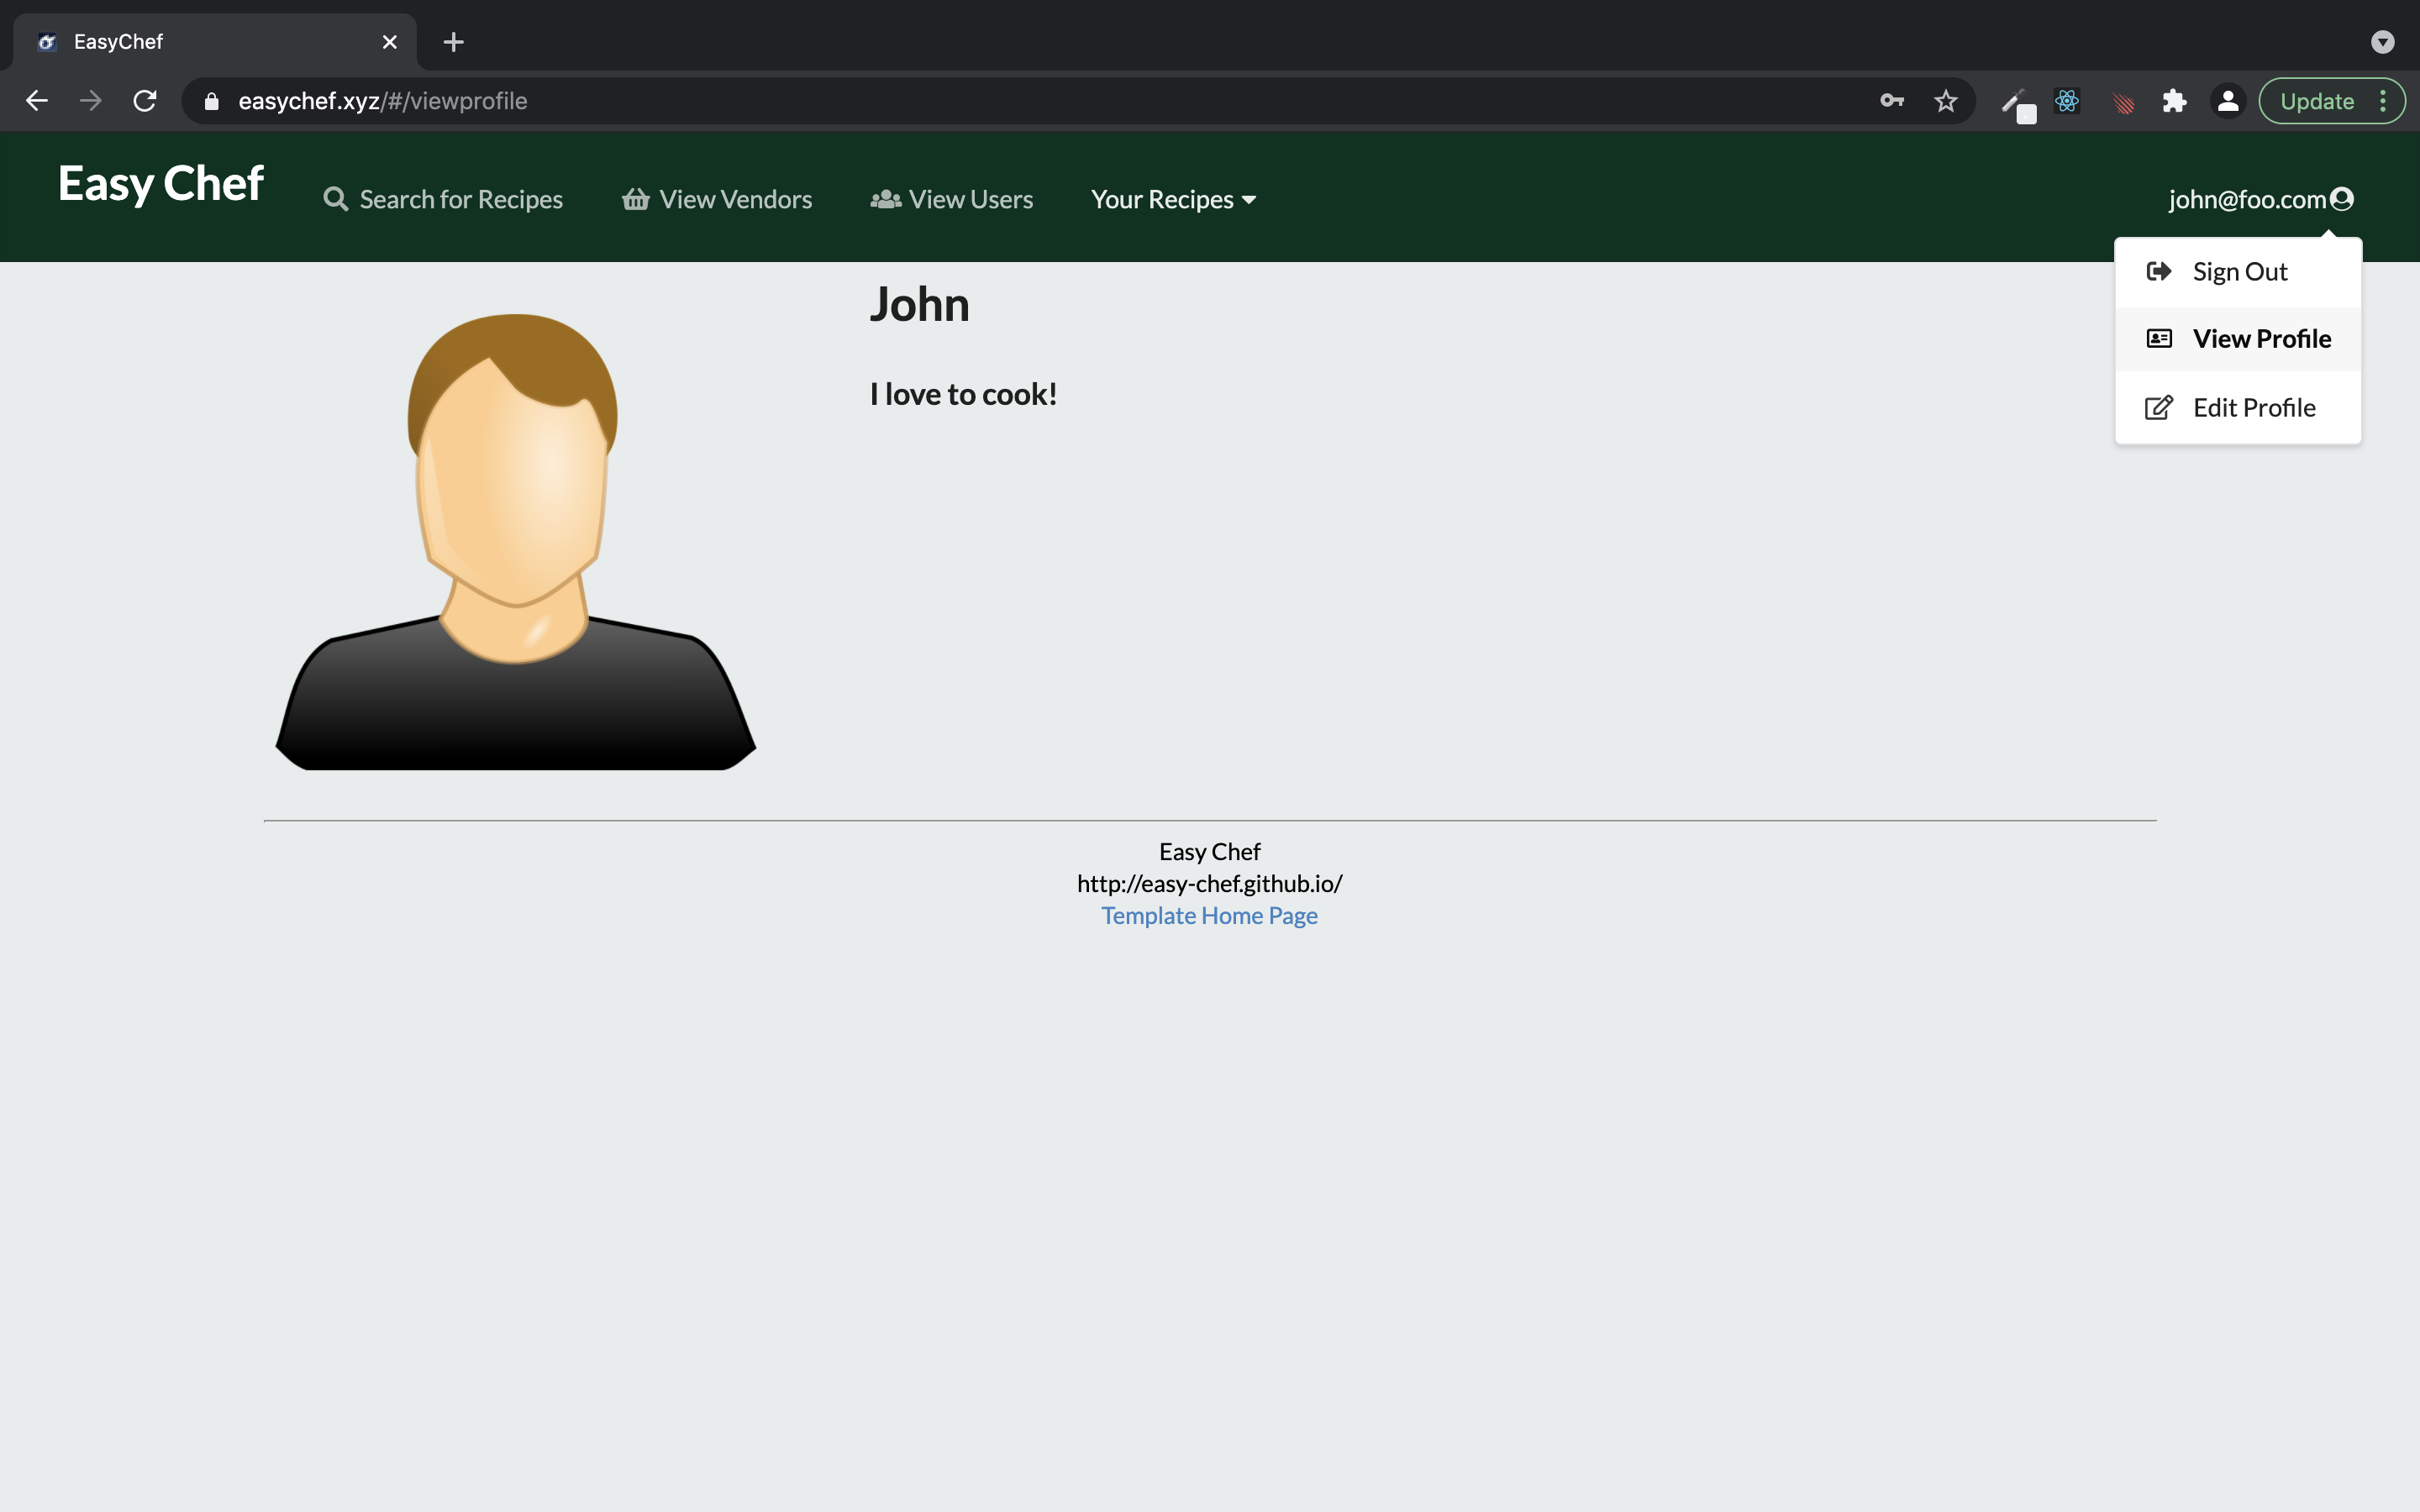 EasyChef
easychef.xyz/#/viewprofile
Update
Easy Chef
Search for Recipes
View Vendors
View Users
Your Recipes
john@foo.com
Sign Out
View Profile
Edit Profile
John
I love to cook!
Easy Chef
http://easy-chef.github.io/
Template Home Page